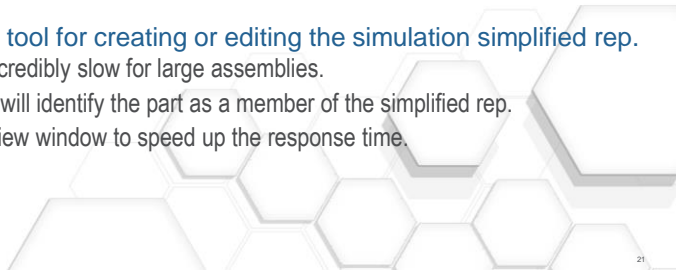 tool for creating or editing the simulation simplified rep.
credibly slow for large assemblies.
will identify the part as a member of the simplified rep.
iew window to speed up the response time.
21